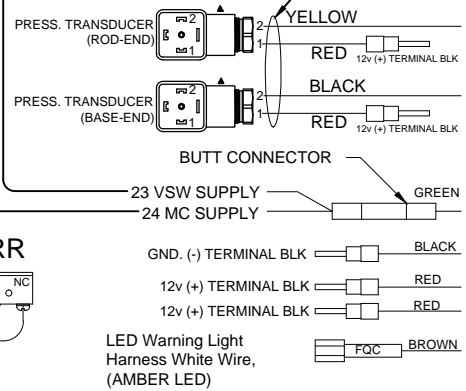 PRESS. TRANSDUCER
(ROD-END)
2
1
2
YELLOW
1
RED
12v (+) TERMINAL BLK
PRESS. TRANSDUCER
(BASE-END)
2
1
2
BLACK
1
RED
12v (+) TERMINAL BLK
BUTT CONNECTOR
23 VSW SUPPLY
24 MC SUPPLY
GREEN
RR
NC
GND. (-) TERMINAL BLK
BLACK
12v (+) TERMINAL BLK
RED
12v (+) TERMINAL BLK
RED
LED Warning Light
Harness White Wire,
(AMBER LED)
FQC
BROWN